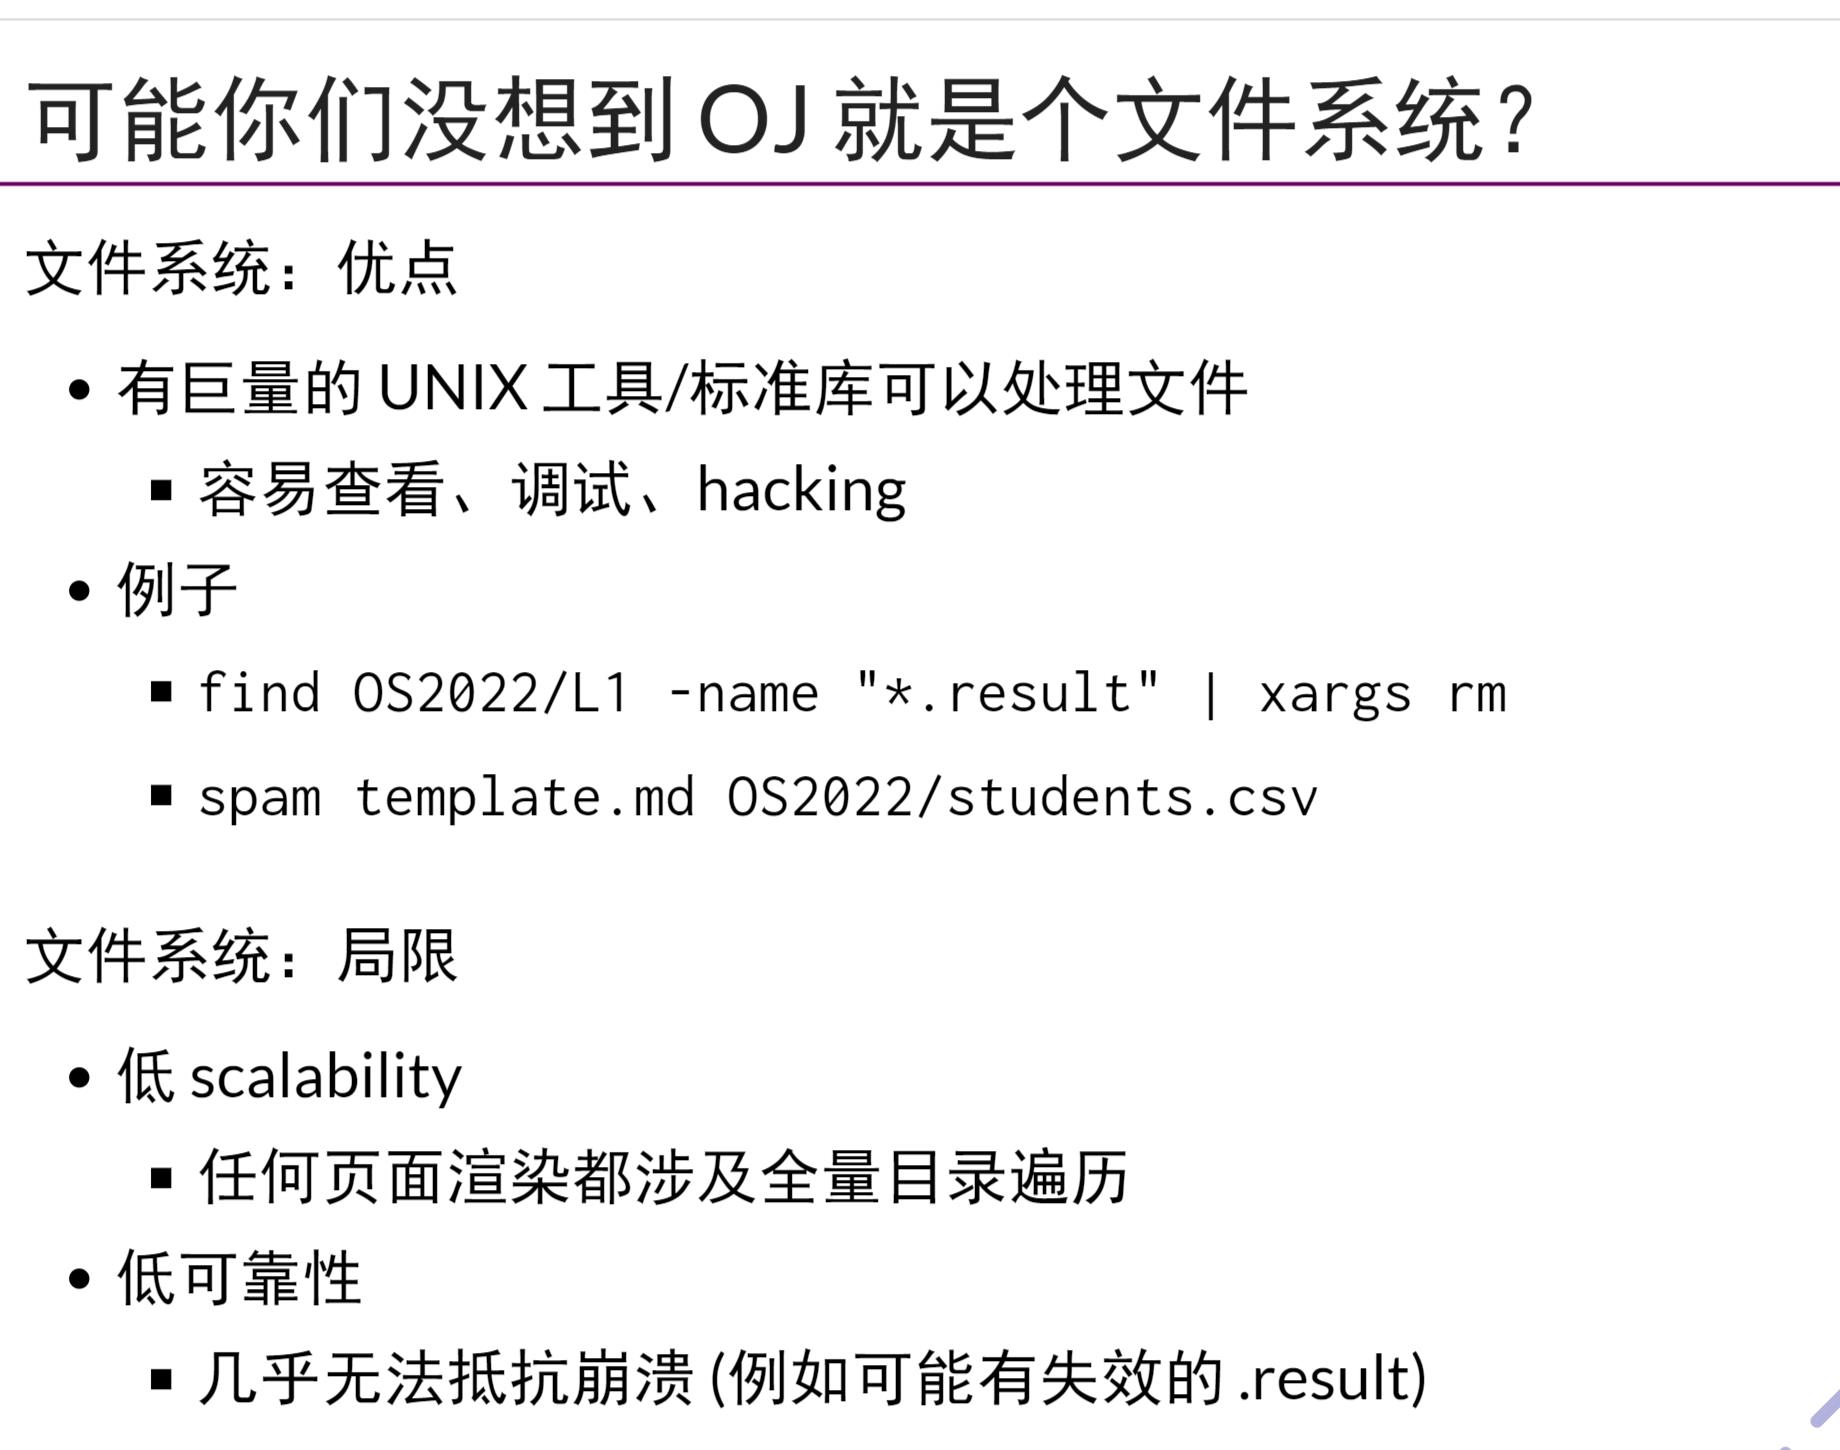 可能你们没想到 OJ 就是个文件系统？
文件系统：优点
• 有巨量的 UNIX 工具/标准库可以处理文件
▪ 容易查看、调试、hacking
• 例子
▪ find OS2022/L1 -name "*.result" | xargs rm
▪ spam template.md OS2022/students.csv
文件系统：局限
• 低 scalability
▪ 任何页面渲染都涉及全量目录遍历
• 低可靠性
▪ 几乎无法抵抗崩溃 (例如可能有失效的 .result)